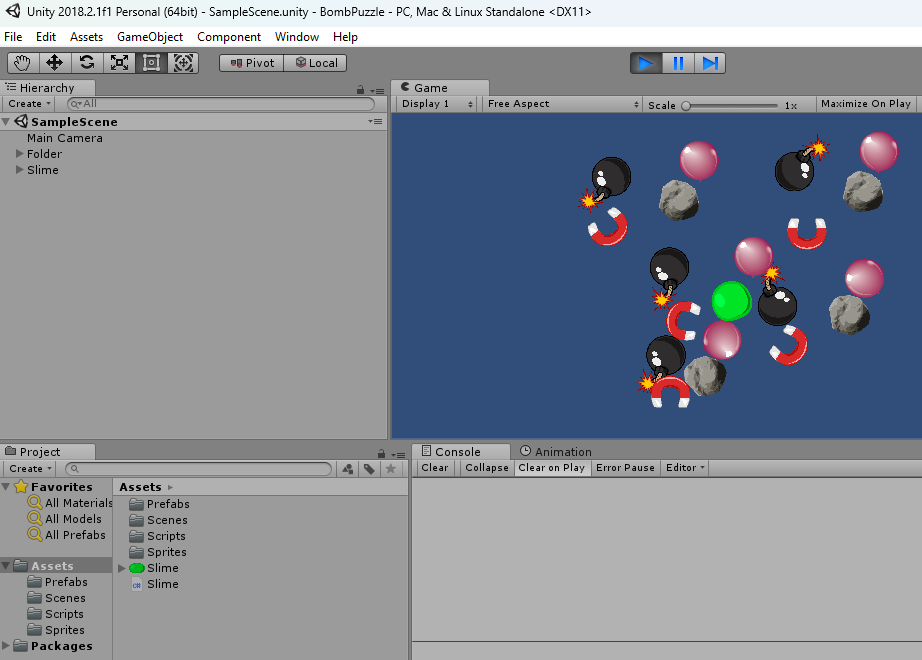 Unity 2018.2.1f1 Personal (64bit) - SampleScene.unity - BombPuzzle - PC, Mac & Linux Standalone <DX11>
File Edit Assets GameObject Component Window Help
Pivot Local
Hierarchy
Create All
SampleScene
Main Camera
Folder
Slime
Game
Display 1 Free Aspect Scale 1x Maximize On Play
Project
Create
Favorites
All Materials
All Models
All Prefabs
Assets
Prefabs
Scenes
Scripts
Sprites
Packages
Assets
Prefabs
Scenes
Scripts
Sprites
Slime
C# Slime
Console Animation
Clear Collapse Clear on Play Error Pause Editor